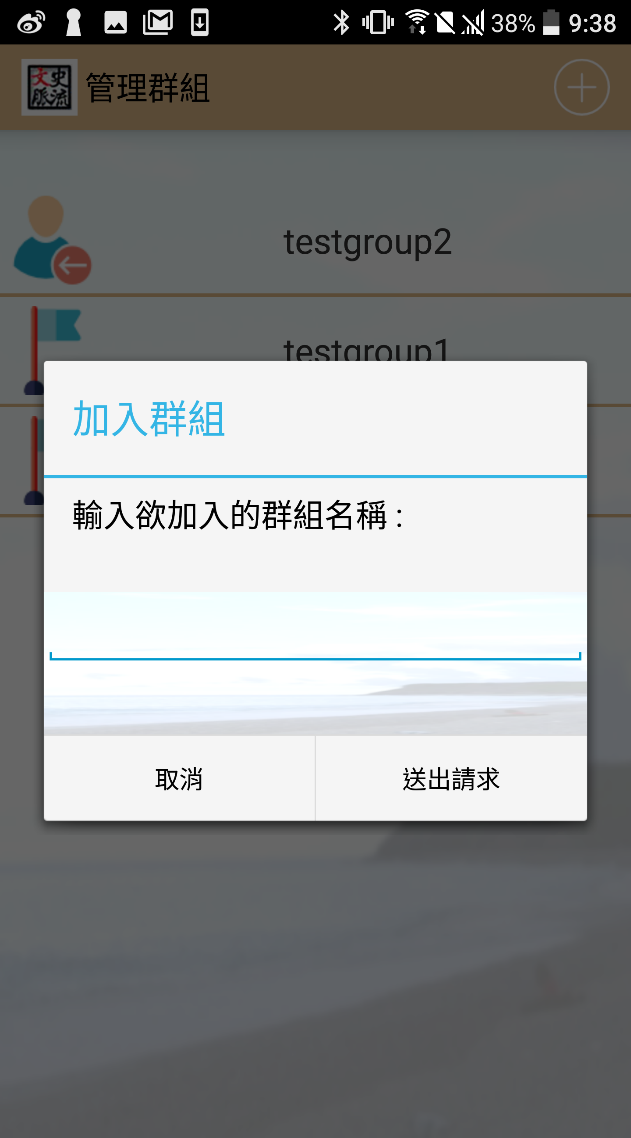 38% 9:38
文史
脈流
管理群組
testgroup2
testgroup1
加入群組
輸入欲加入的群組名稱 :
取消
送出請求